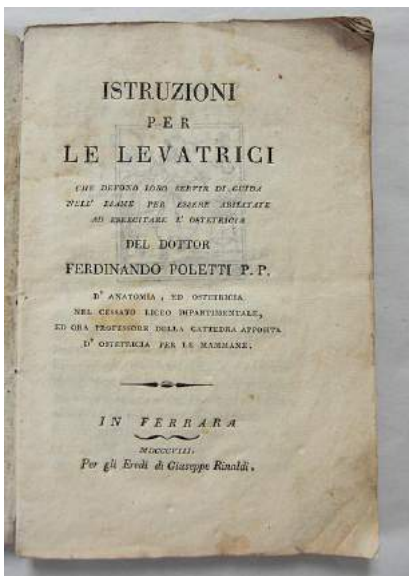 ISTRUZIONI
PER
LE LEVATRICI
CHE DEVONO LORO SERVIR DI GUIDA
NELL' ESAME PER ESSERE ABILITATE
AD ESERCITARE L' OSTETRICIA
DEL DOTTOR
FERDINANDO POLETTI P. P.
D' ANATOMIA, ED OSTETRICIA
NEL CESSATO LICEO DIPARTIMENTALE,
ED ORA PROFESSORE DELLA CATTEDRA APPOSITA
D' OSTETRICIA PER LE MAMMANE.
IN FERRARA
MDCCCVIII.
Per gli Eredi di Giuseppe Rinaldi.